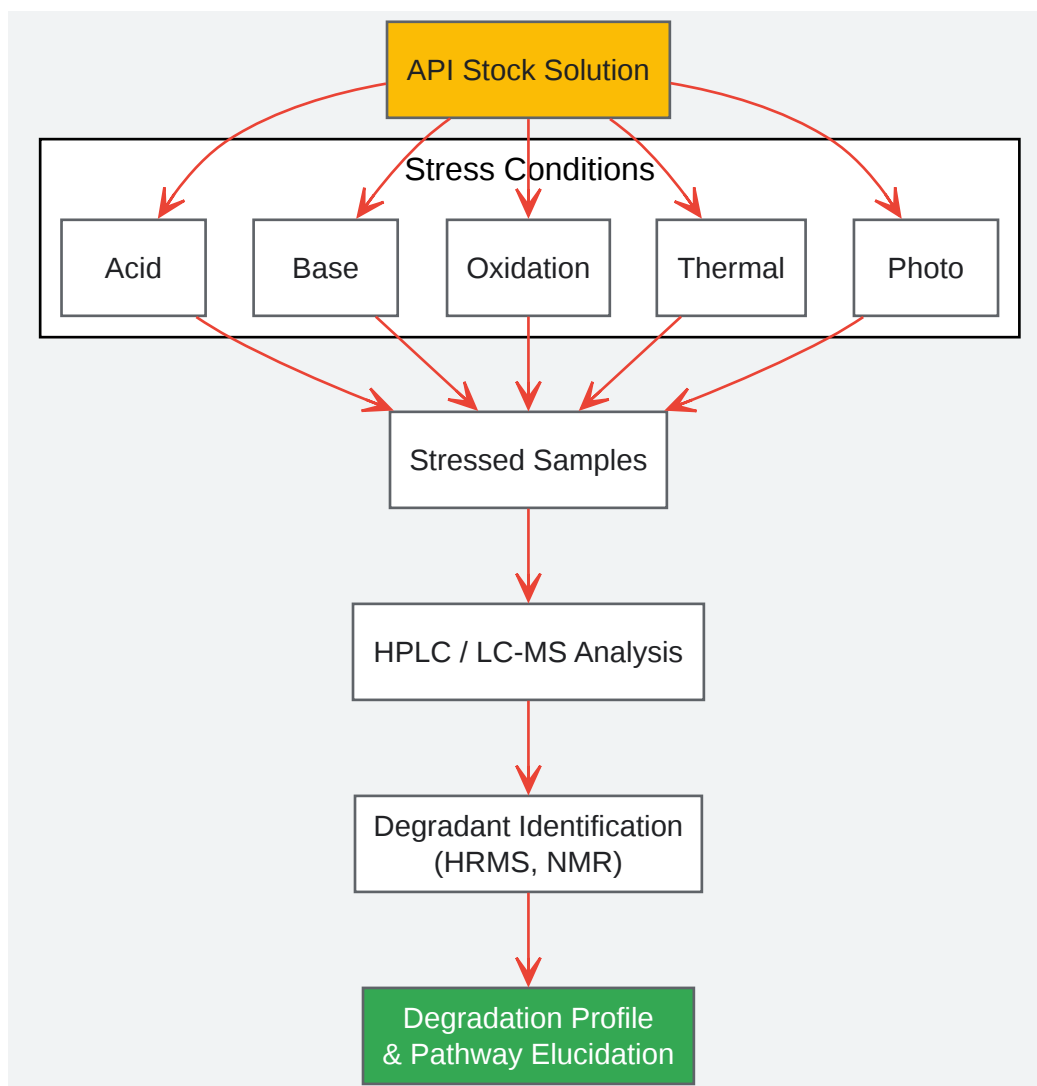 API Stock Solution
Stress Conditions
Acid
Base
Oxidation
Thermal
Photo
Stressed Samples
HPLC / LC-MS Analysis
Degradant Identification
(HRMS, NMR)
Degradation Profile
& Pathway Elucidation